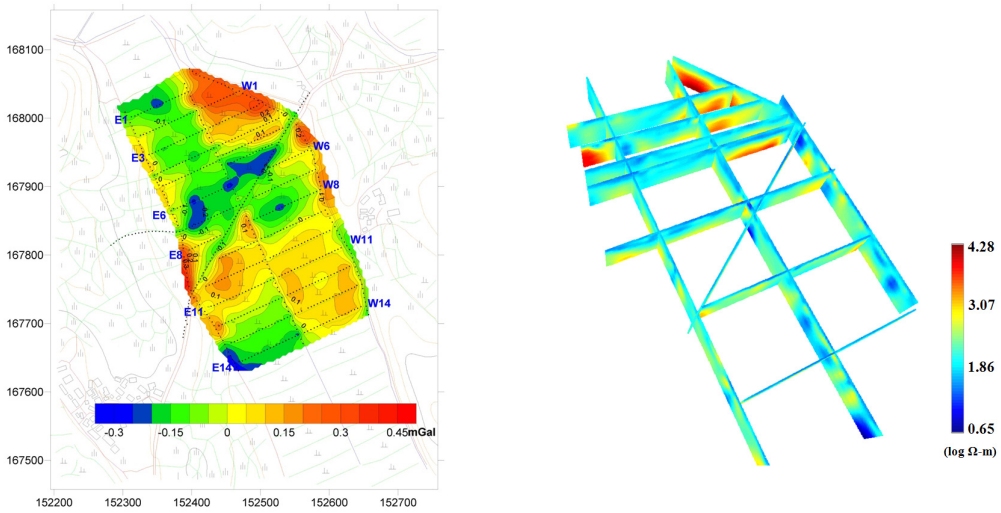 168100
168000
167900
167800
167700
167600
167500
152200 152300 152400 152500 152600 152700
W1
E1
E3
W6
W8
E6
W11
E8
E11
W14
E14
-0.3 -0.15 0 0.15 0.3 0.45mGal
4.28
3.07
1.86
0.65
(log Ω-m)